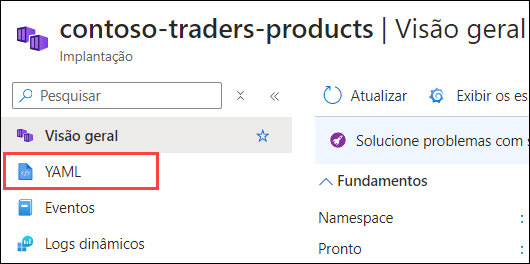 contoso-traders-products | Visão geral
Implantação
Pesquisar
Visão geral
YAML
Eventos
Logs dinâmicos
Atualizar
Exibir os es
Solucione problemas com s
Fundamentos
Namespace :
Pronto :